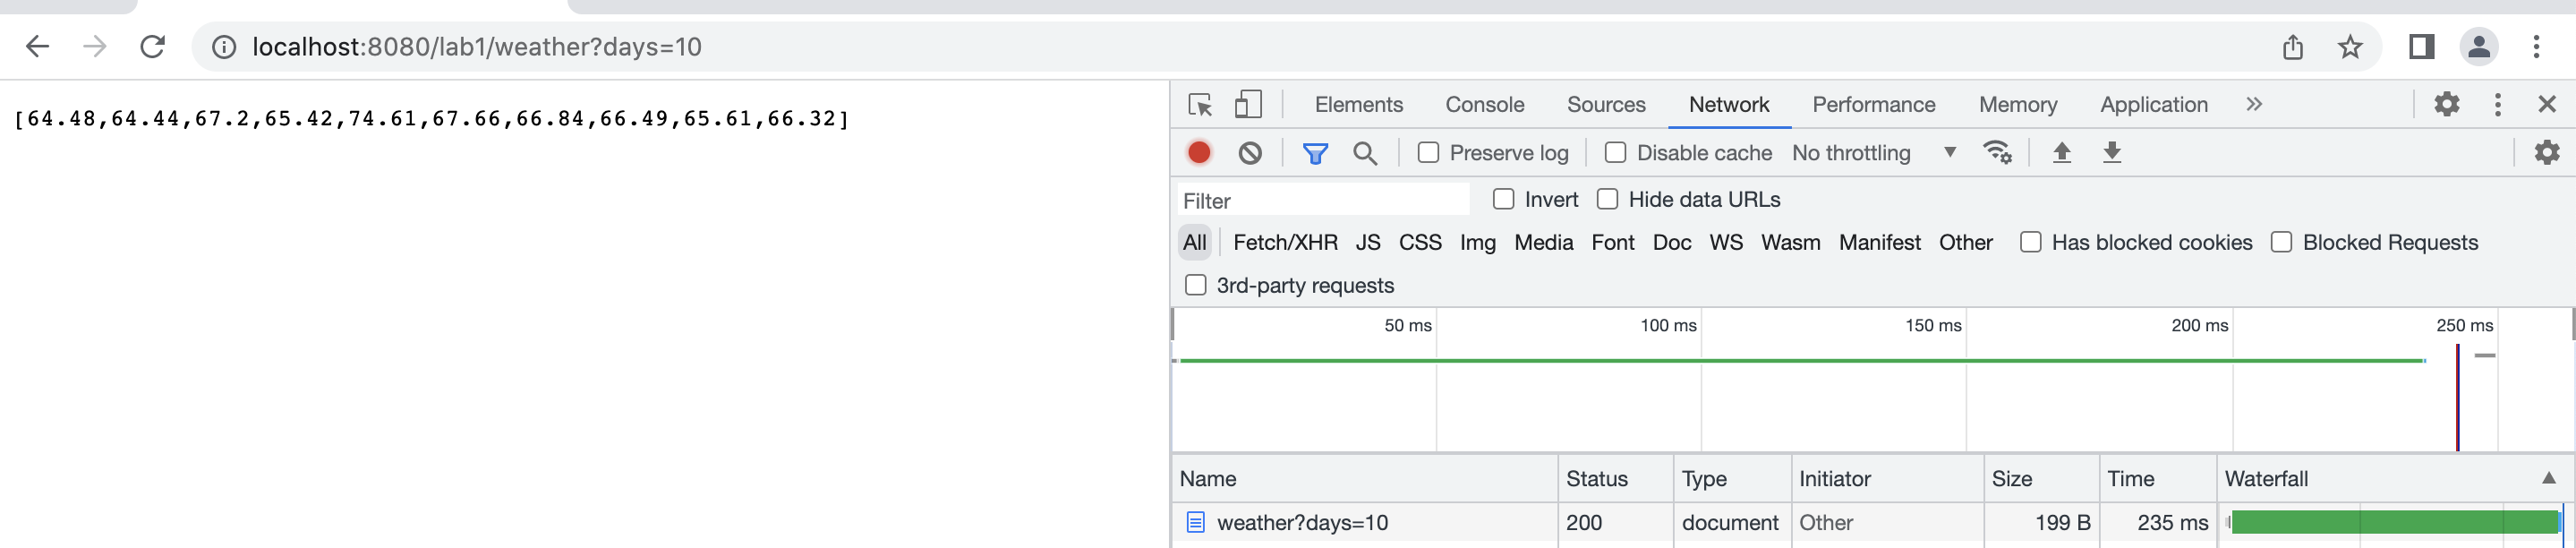 localhost:8080/lab1/weather?days=10
[64.48,64.44,67.2,65.42,74.61,67.66,66.84,66.49,65.61,66.32]
Elements Console Sources Network Performance Memory Application »
Preserve log Disable cache No throttling
Filter Invert Hide data URLs
All Fetch/XHR JS CSS Img Media Font Doc WS Wasm Manifest Other Has blocked cookies Blocked Requests
3rd-party requests
50 ms 100 ms 150 ms 200 ms 250 ms
Name Status Type Initiator Size Time Waterfall
weather?days=10 200 document Other 199 B 235 ms